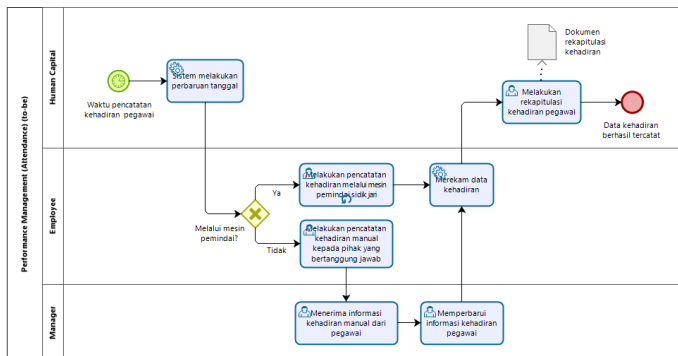 Performance Management (Attendance) (to-be)
Human Capital
Waktu pencatatan
kehadiran pegawai
Sistem melakukan
perbaruan tanggal
Dokumen
rekapitulasi
kehadiran
Melakukan
rekapitulasi
kehadiran pegawai
Data kehadiran
berhasil tercatat
Employee
Melalui mesin
pemindai?
Ya
Tidak
Melakukan pencatatan
kehadiran melalui mesin
pemindai sidik jari
Merekam data
kehadiran
Melakukan pencatatan
kehadiran manual
kepada pihak yang
bertanggung jawab
Manager
Menerima informasi
kehadiran manual dari
pegawai
Memperbarui
informasi kehadiran
pegawai